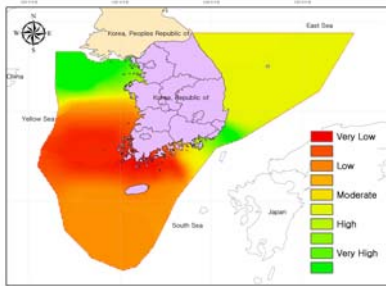 N
W
E
S
Korea, Peoples Republic of
East Sea
China
Korea, Republic of
Yellow Sea
Japan
South Sea
Very Low
Low
Moderate
High
Very High